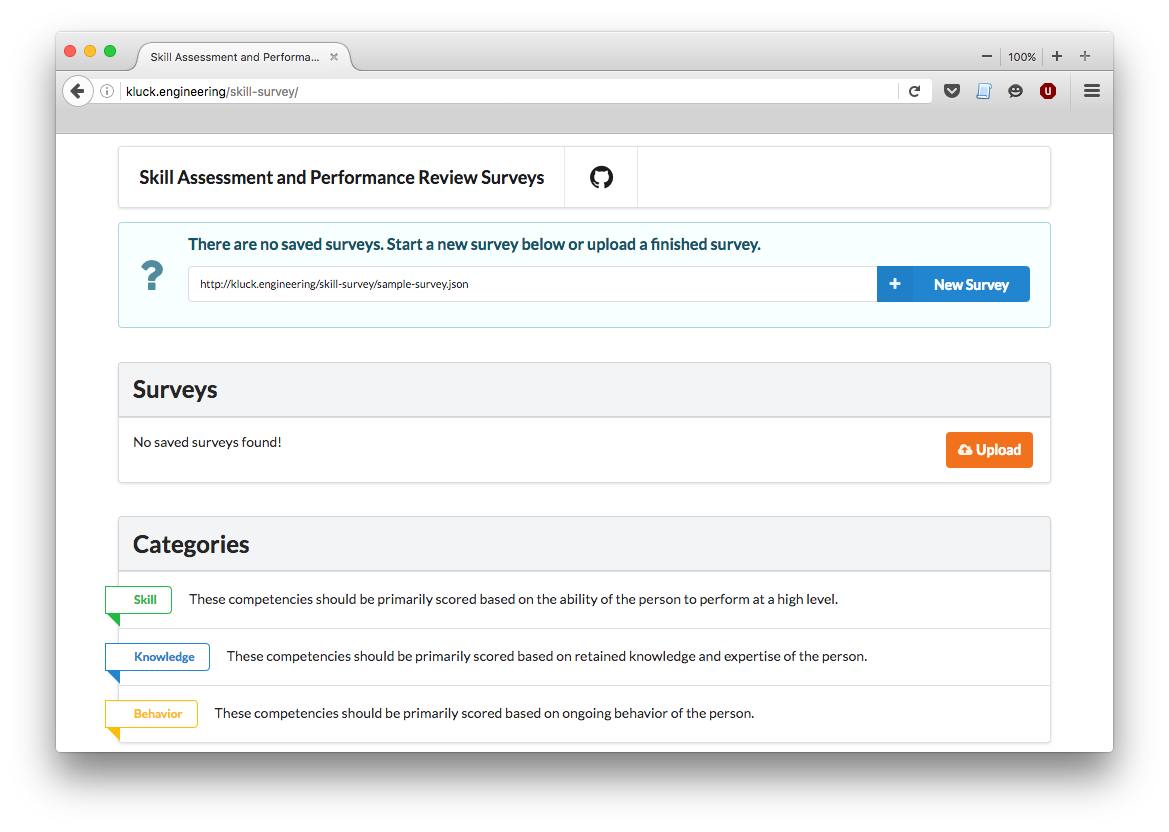 Skill Assessment and Performa...
100%
kluck.engineering/skill-survey/
Skill Assessment and Performance Review Surveys
There are no saved surveys. Start a new survey below or upload a finished survey.
http://kluck.engineering/skill-survey/sample-survey.json
New Survey
Surveys
No saved surveys found!
Upload
Categories
Skill These competencies should be primarily scored based on the ability of the person to perform at a high level.
Knowledge These competencies should be primarily scored based on retained knowledge and expertise of the person.
Behavior These competencies should be primarily scored based on ongoing behavior of the person.